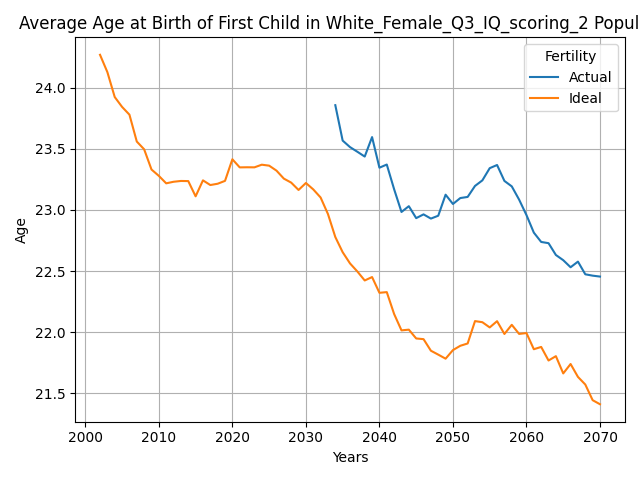 Average Age at Birth of First Child in White_Female_Q3_IQ_scoring_2 Popul
Fertility
Actual
Ideal
24.0
23.5
23.0
22.5
22.0
21.5
Age
2000
2010
2020
2030
2040
2050
2060
2070
Years